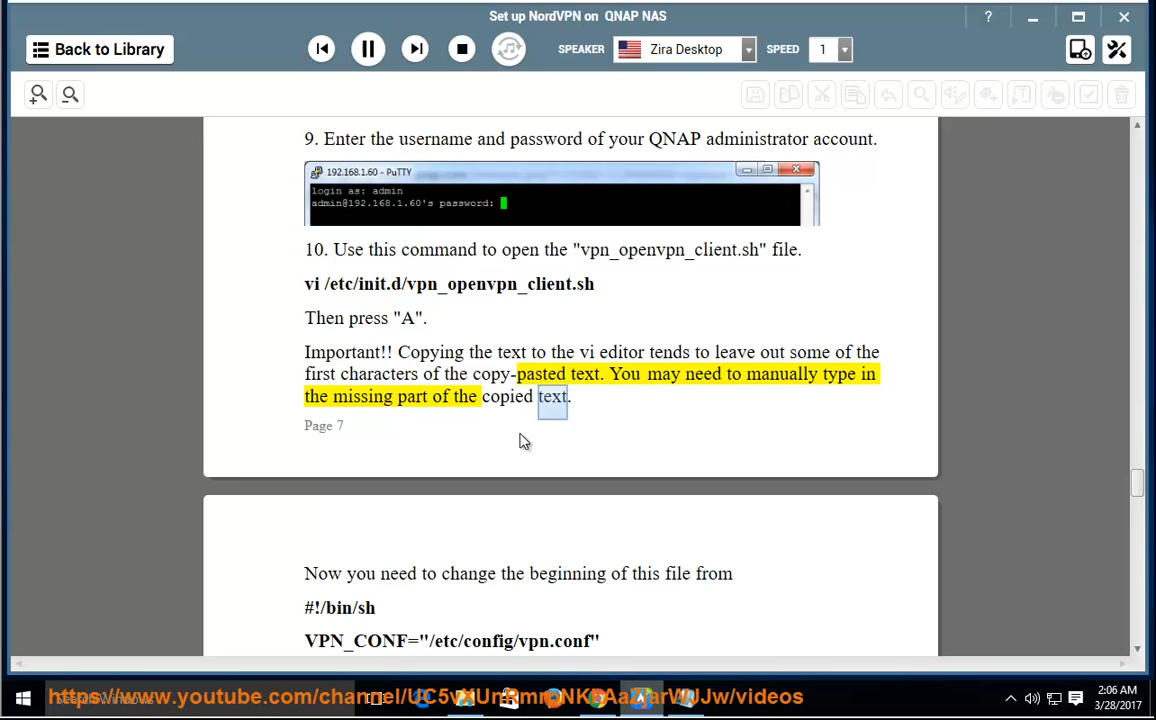 Set up NordVPN on QNAP NAS
?
Back to Library
SPEAKER
Zira Desktop
SPEED
1
9. Enter the username and password of your QNAP administrator account.
192.168.1.60 - PuTTY
login as: admin
admin@192.168.1.60's password:
10. Use this command to open the "vpn_openvpn_client.sh" file.
vi /etc/init.d/vpn_openvpn_client.sh
Then press "A".
Important!! Copying the text to the vi editor tends to leave out some of the
first characters of the copy-pasted text. You may need to manually type in
the missing part of the copied text.
Page 7
Now you need to change the beginning of this file from
#!/bin/sh
VPN_CONF="/etc/config/vpn.conf"
2:06 AM
3/28/2017